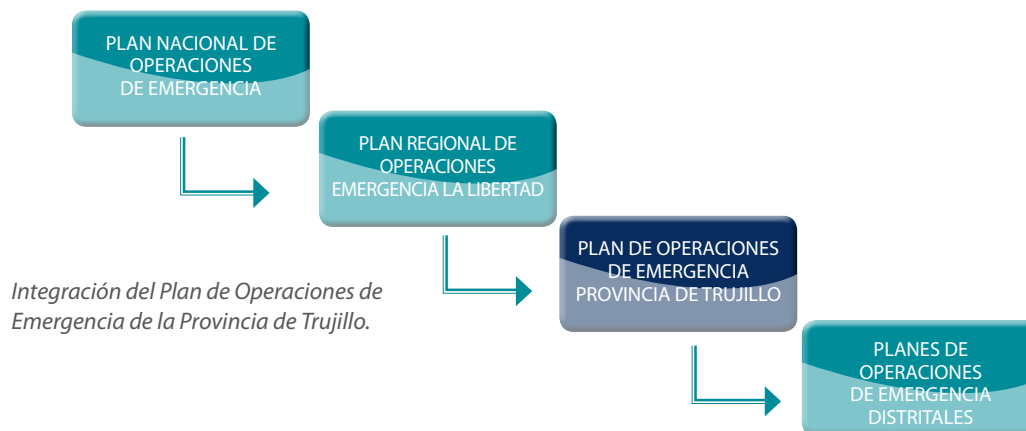 PLAN NACIONAL DE
OPERACIONES
DE EMERGENCIA
PLAN REGIONAL DE
OPERACIONES
EMERGENCIA LA LIBERTAD
PLAN DE OPERACIONES
DE EMERGENCIA
PROVINCIA DE TRUJILLO
Integración del Plan de Operaciones de
Emergencia de la Provincia de Trujillo.
PLANES DE
OPERACIONES
DE EMERGENCIA
DISTRITALES